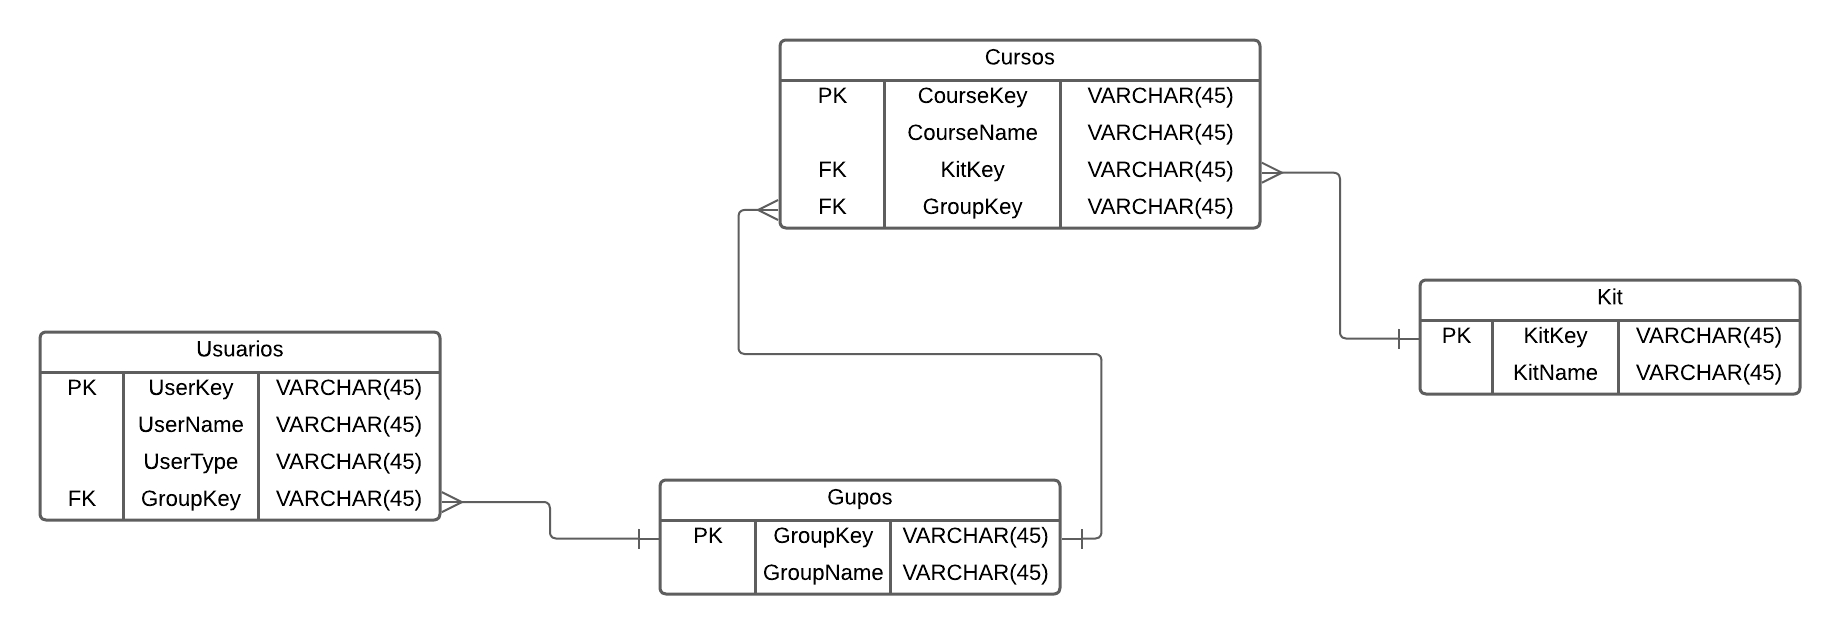 Cursos
PK CourseKey VARCHAR(45)
CourseName VARCHAR(45)
FK KitKey VARCHAR(45)
FK GroupKey VARCHAR(45)
Kit
PK KitKey VARCHAR(45)
KitName VARCHAR(45)
Usuarios
PK UserKey VARCHAR(45)
UserName VARCHAR(45)
UserType VARCHAR(45)
FK GroupKey VARCHAR(45)
Gupos
PK GroupKey VARCHAR(45)
GroupName VARCHAR(45)